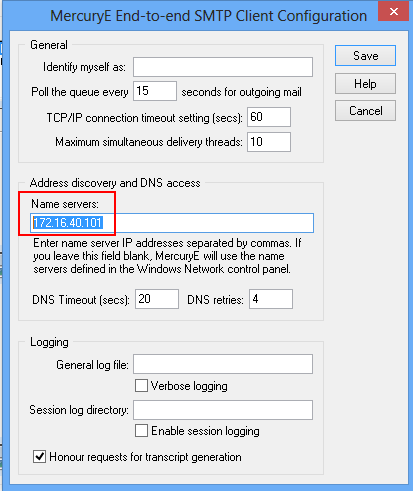 MercuryE End-to-end SMTP Client Configuration
General
Identify myself as:
Poll the queue every 15 seconds for outgoing mail
TCP/IP connection timeout setting (secs): 60
Maximum simultaneous delivery threads: 10
Save
Help
Cancel
Address discovery and DNS access
Name servers:
172.16.40.101
Enter name server IP addresses separated by commas. If
you leave this field blank, MercuryE will use the name
servers defined in the Windows Network control panel.
DNS Timeout (secs): 20 DNS retries: 4
Logging
General log file:
Verbose logging
Session log directory:
Enable session logging
Honour requests for transcript generation